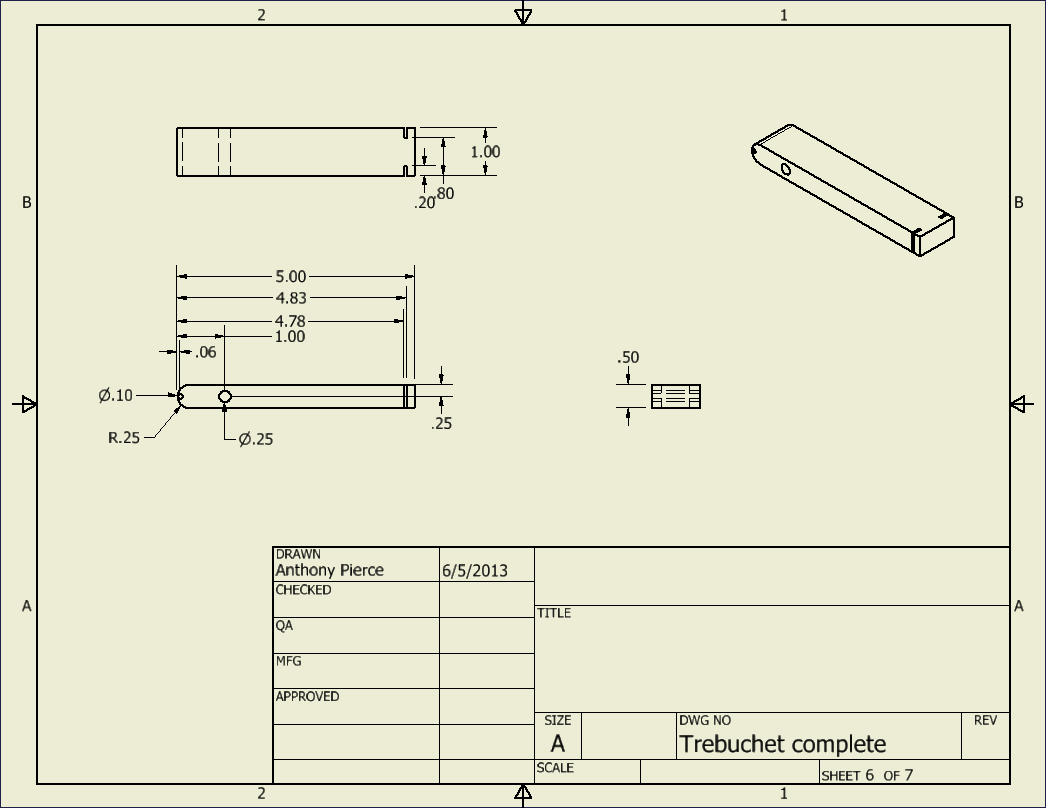 2 1
1.00
.80
.20
B B
5.00
4.83
4.78
1.00
.06
.50
Ø.10
.25
R.25
Ø.25
DRAWN
Anthony Pierce 6/5/2013
CHECKED
A A
TITLE
QA
MFG
APPROVED
SIZE DWG NO REV
A Trebuchet complete
SCALE
SHEET 6 OF 7
2 1